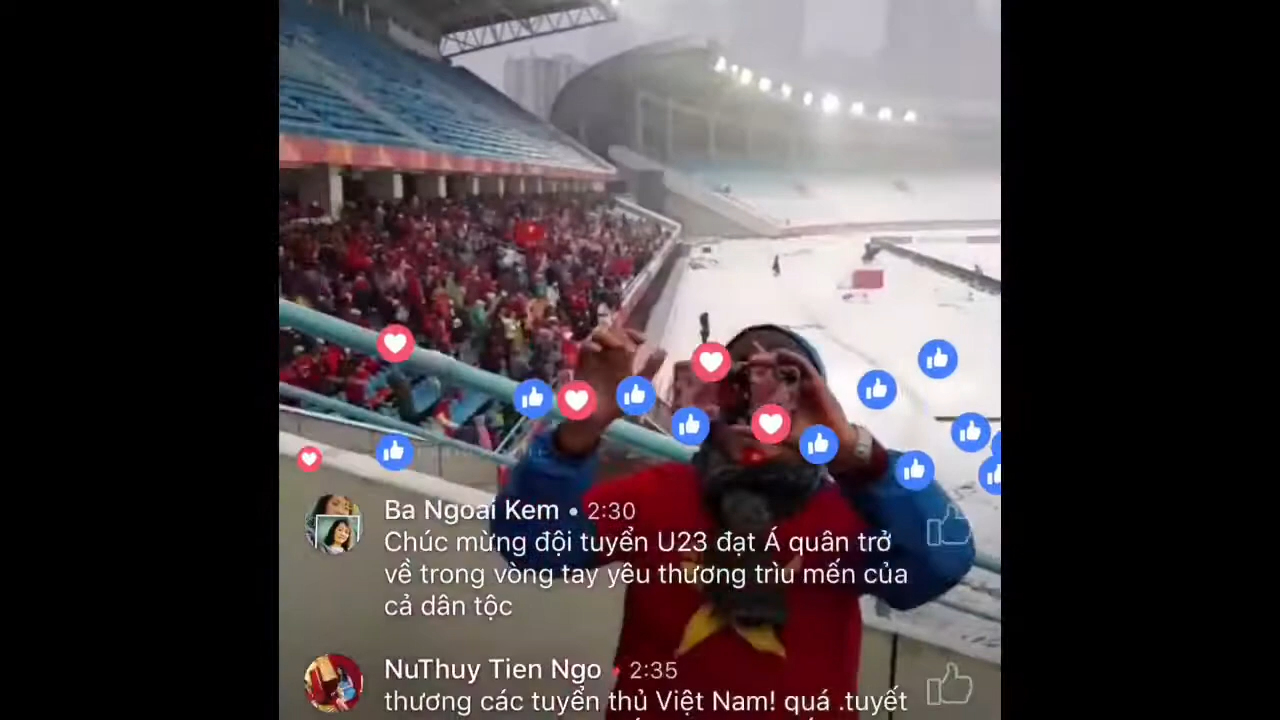 Ba Ngoai Kem • 2:30
Chúc mừng đội tuyển U23 đạt Á quân trở
về trong vòng tay yêu thương trìu mến của
cả dân tộc
NuThuy Tien Ngo • 2:35
thương các tuyển thủ Việt Nam! quá .tuyết